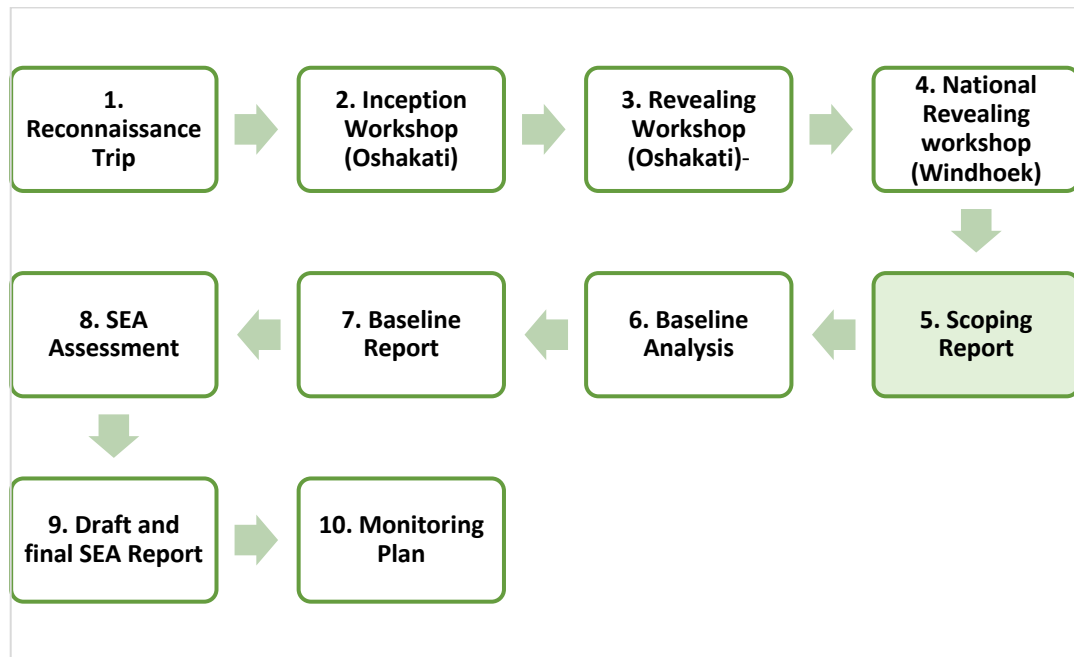 1.
Reconnaissance
Trip
2. Inception
Workshop
(Oshakati)
3. Revealing
Workshop
(Oshakati)-
4. National
Revealing
workshop
(Windhoek)
5. Scoping
Report
6. Baseline
Analysis
7. Baseline
Report
8. SEA
Assessment
9. Draft and
final SEA Report
10. Monitoring
Plan